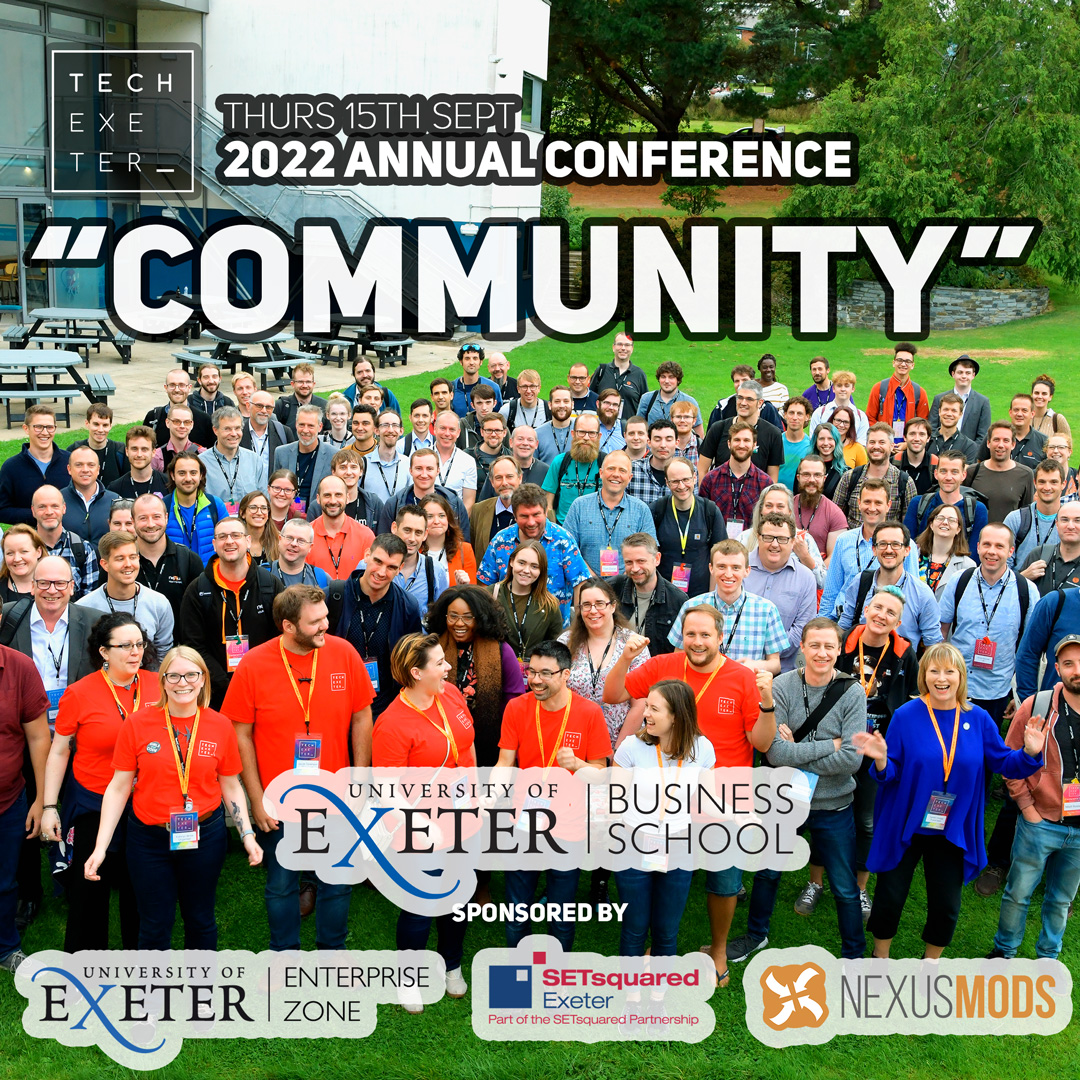 TECH
EXE
TER_
THURS 15TH SEPT
2022 ANNUAL CONFERENCE
“COMMUNITY”
UNIVERSITY OF
EXETER
BUSINESS
SCHOOL
SPONSORED BY
UNIVERSITY OF
EXETER
ENTERPRISE
ZONE
SETsquared
Exeter
Part of the SETsquared Partnership
NEXUSMODS